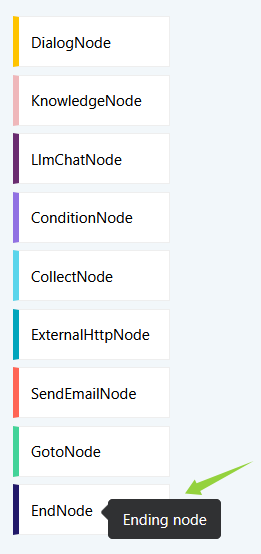 DialogNode
KnowledgeNode
LlmChatNode
ConditionNode
CollectNode
ExternalHttpNode
SendEmailNode
GotoNode
EndNode
Ending node